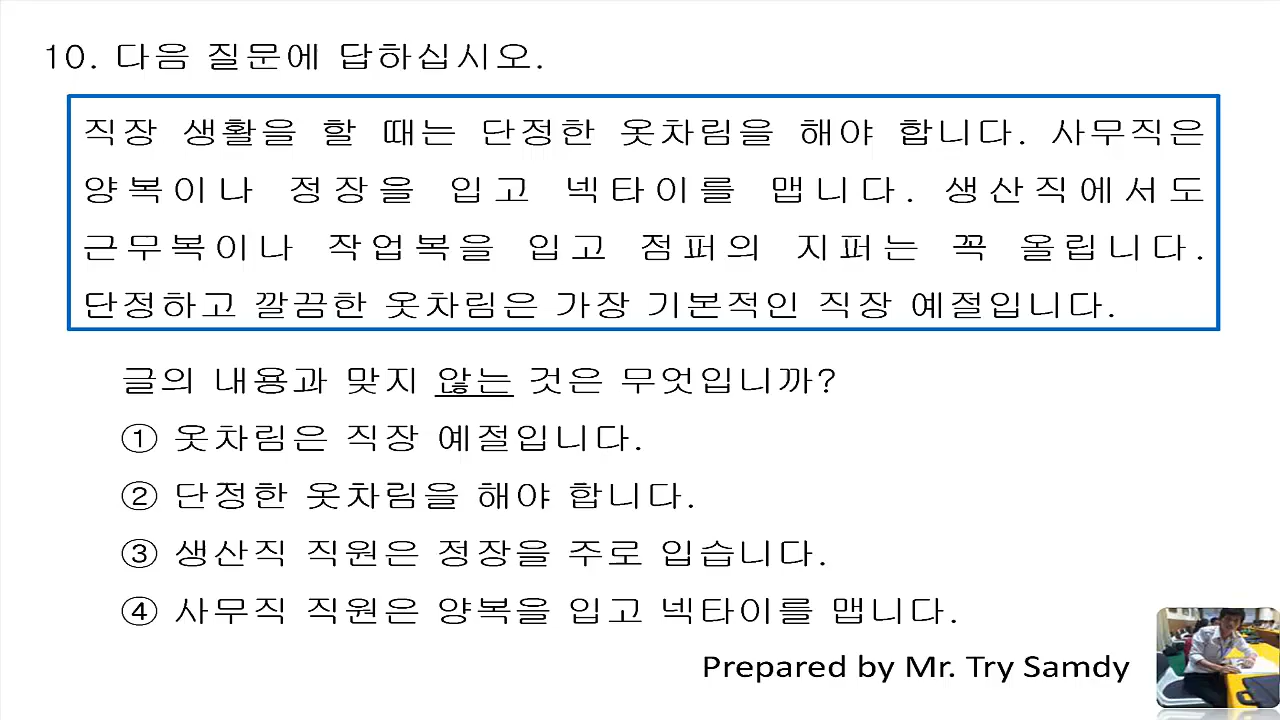 10. 다음 질문에 답하십시오.
직장 생활을 할 때는 단정한 옷차림을 해야 합니다. 사무직은
양복이나 정장을 입고 넥타이를 맵니다. 생산직에서도
근무복이나 작업복을 입고 점퍼의 지퍼는 꼭 올립니다.
단정하고 깔끔한 옷차림은 가장 기본적인 직장 예절입니다.
글의 내용과 맞지 않는 것은 무엇입니까?
① 옷차림은 직장 예절입니다.
② 단정한 옷차림을 해야 합니다.
③ 생산직 직원은 정장을 주로 입습니다.
④ 사무직 직원은 양복을 입고 넥타이를 맵니다.
Prepared by Mr. Try Samdy